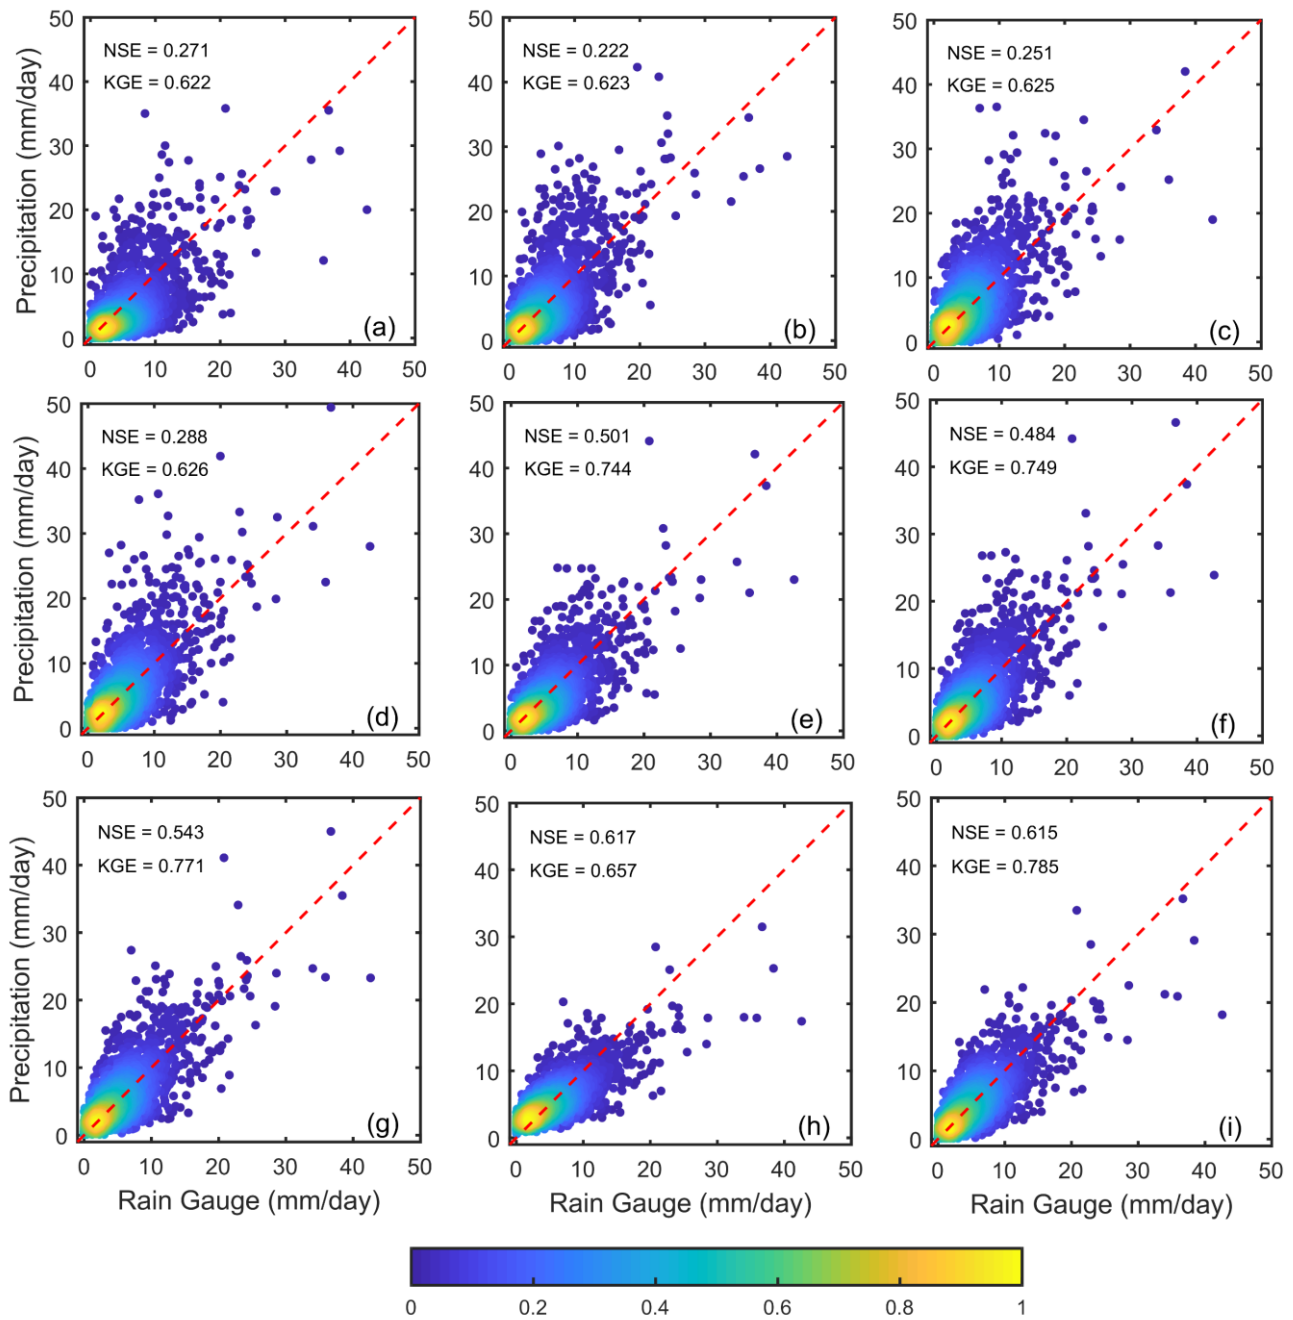 50
40
30
20
10
0
Precipitation (mm/day)
NSE = 0.271
KGE = 0.622
(a)
0 10 20 30 40 50
50
40
30
20
10
0
NSE = 0.222
KGE = 0.623
(b)
0 10 20 30 40 50
50
40
30
20
10
0
NSE = 0.251
KGE = 0.625
(c)
0 10 20 30 40 50
50
40
30
20
10
0
Precipitation (mm/day)
NSE = 0.288
KGE = 0.626
(d)
0 10 20 30 40 50
50
40
30
20
10
0
NSE = 0.501
KGE = 0.744
(e)
0 10 20 30 40 50
50
40
30
20
10
0
NSE = 0.484
KGE = 0.749
(f)
0 10 20 30 40 50
50
40
30
20
10
0
Precipitation (mm/day)
NSE = 0.543
KGE = 0.771
(g)
0 10 20 30 40 50
Rain Gauge (mm/day)
50
40
30
20
10
0
NSE = 0.617
KGE = 0.657
(h)
0 10 20 30 40 50
Rain Gauge (mm/day)
50
40
30
20
10
0
NSE = 0.615
KGE = 0.785
(i)
0 10 20 30 40 50
Rain Gauge (mm/day)
0 0.2 0.4 0.6 0.8 1